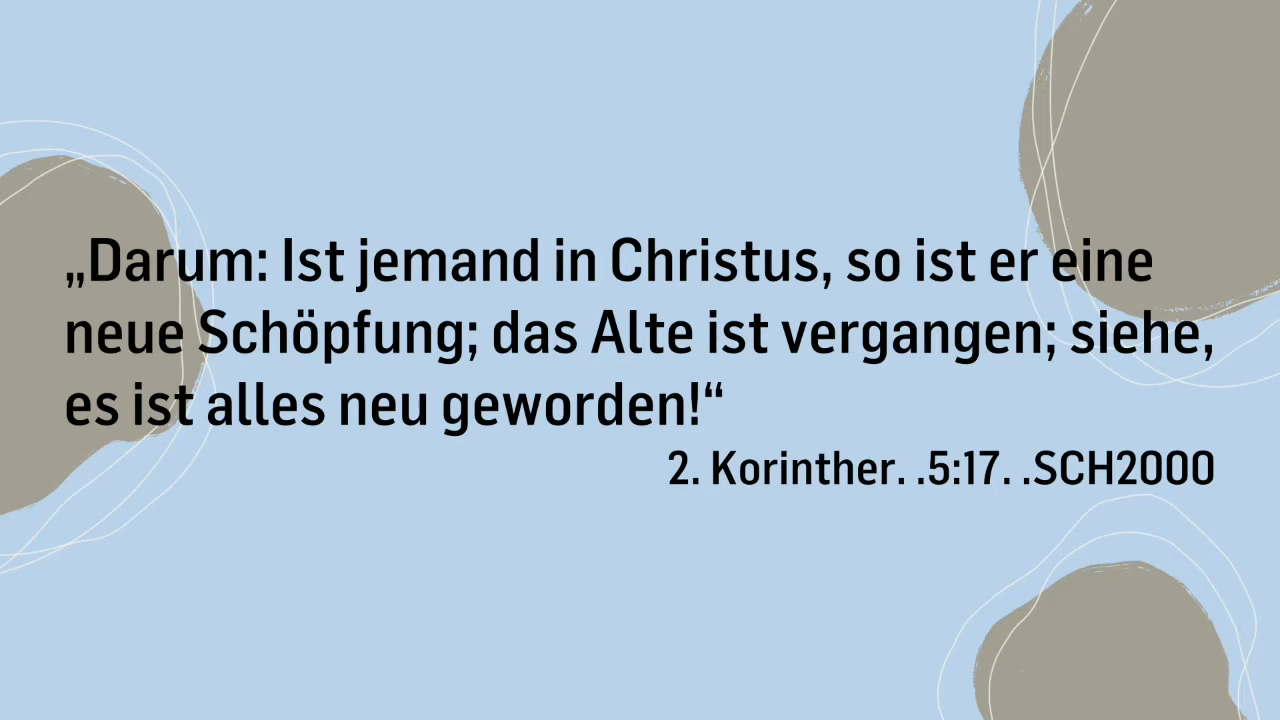 „Darum: Ist jemand in Christus, so ist er eine
neue Schöpfung; das Alte ist vergangen; siehe,
es ist alles neu geworden!“
2. Korinther. .5:17. .SCH2000